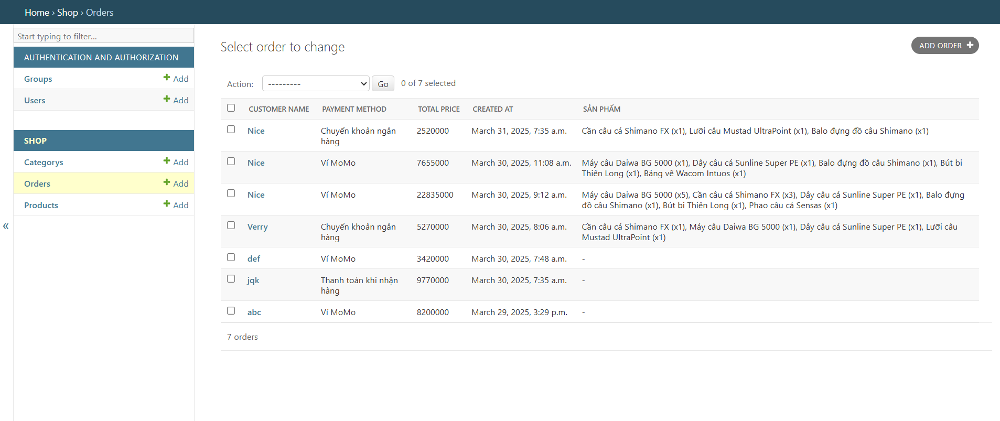 Home › Shop › Orders
Start typing to filter...
AUTHENTICATION AND AUTHORIZATION
Groups Add
Users Add
SHOP
Categorys Add
Orders Add
Products Add
«
Select order to change
ADD ORDER
Action: --------- Go 0 of 7 selected
CUSTOMER NAME PAYMENT METHOD TOTAL PRICE CREATED AT SẢN PHẨM
Nice Chuyển khoản ngân 2520000 March 31, 2025, 7:35 a.m. Cần câu cá Shimano FX (x1), Lưỡi câu Mustad UltraPoint (x1), Balo đựng đồ câu Shimano (x1)
hàng
Nice Ví MoMo 7655000 March 30, 2025, 11:08 a.m. Máy câu Daiwa BG 5000 (x1), Dây câu cá Sunline Super PE (x1), Balo đựng đồ câu Shimano (x1), Bút bi
Thiên Long (x1), Bảng vẽ Wacom Intuos (x1)
Nice Ví MoMo 22835000 March 30, 2025, 9:12 a.m. Máy câu Daiwa BG 5000 (x5), Cần câu cá Shimano FX (x3), Dây câu cá Sunline Super PE (x1), Balo đựng
đồ câu Shimano (x1), Bút bi Thiên Long (x1), Phao câu cá Sensas (x1)
Verry Chuyển khoản ngân 5270000 March 30, 2025, 8:06 a.m. Cần câu cá Shimano FX (x1), Máy câu Daiwa BG 5000 (x1), Dây câu cá Sunline Super PE (x1), Lưỡi câu
hàng Mustad UltraPoint (x1)
def Ví MoMo 3420000 March 30, 2025, 7:48 a.m. -
jqk Thanh toán khi nhận 9770000 March 30, 2025, 7:35 a.m. -
hàng
abc Ví MoMo 8200000 March 29, 2025, 3:29 p.m. -
7 orders